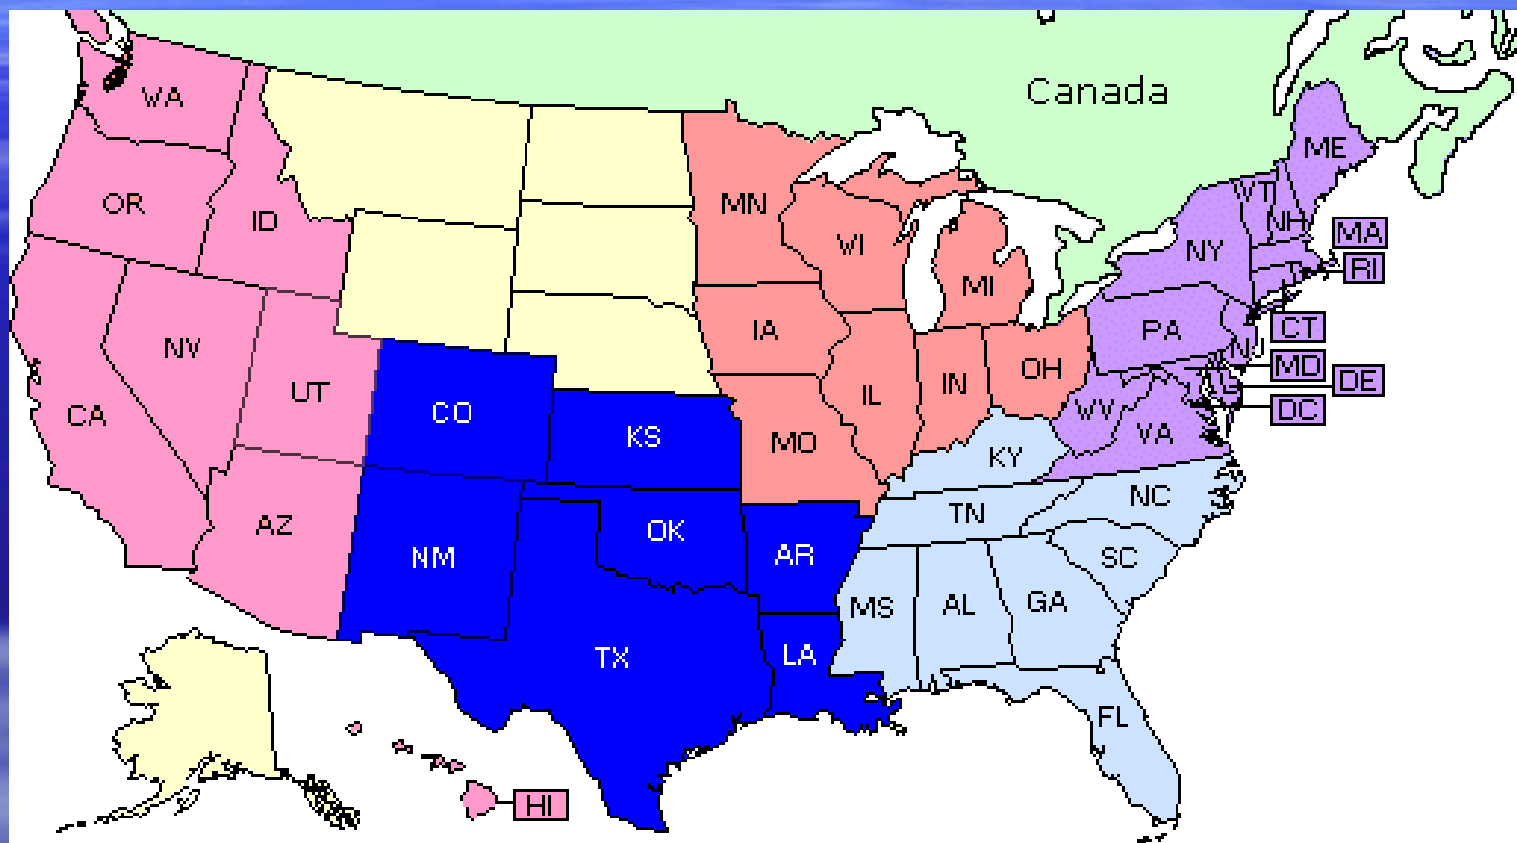 Canada
WA
ME
VT
OR
MN
ID
NH
MA
WI
NY
RI
MI
IA
PA
CT
NV
NJ
OH
MD
UT
IN
DE
IL
CA
CO
WV
DC
KS
MO
VA
KY
NC
TN
AZ
OK
NM
AR
SC
MS
AL
GA
TX
LA
FL
HI